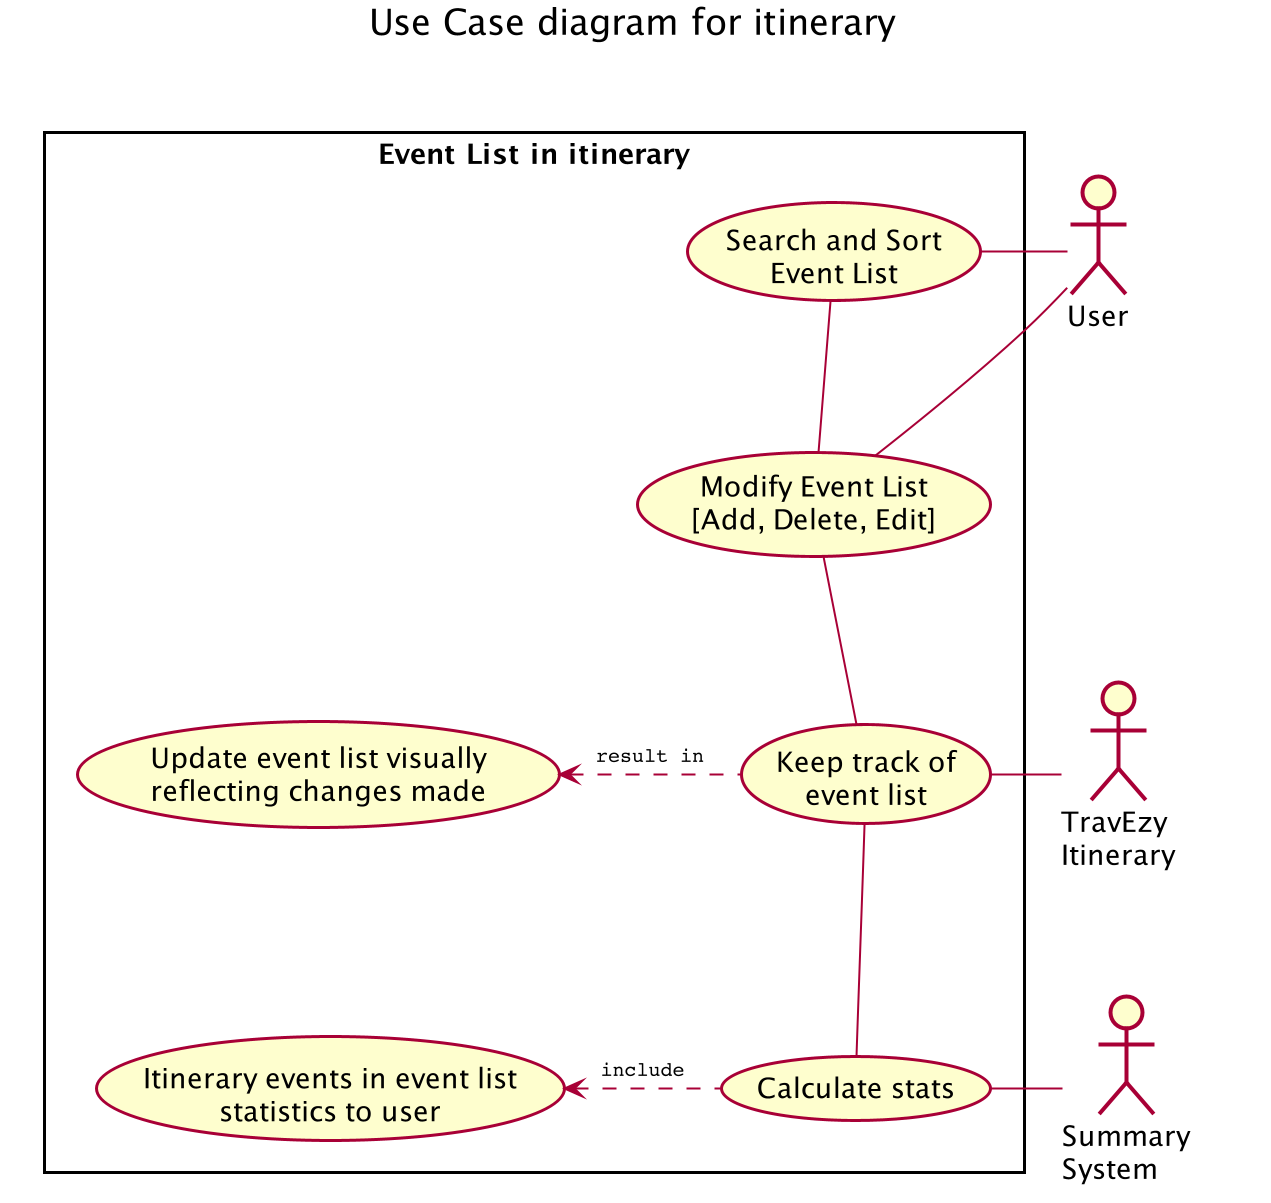 Use Case diagram for itinerary
Event List in itinerary
Search and Sort
Event List
User
Modify Event List
[Add, Delete, Edit]
Update event list visually
reflecting changes made
result in
Keep track of
event list
TravEzy
Itinerary
Itinerary events in event list
statistics to user
include
Calculate stats
Summary
System